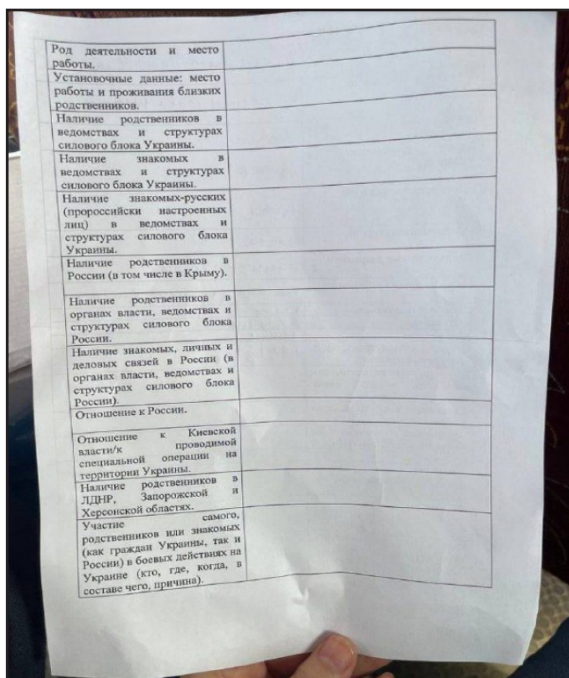 Род деятельности и место
работы.
Установочные данные: место
работы и проживания близких
родственников.
Наличие родственников в
ведомствах и структурах
силового блока Украины.
Наличие знакомых в
ведомствах и структурах
силового блока Украины.
Наличие знакомых-русских
(пророссийски настроенных
лиц) в ведомствах и
структурах силового блока
Украины.
Наличие родственников в
России (в том числе в Крыму).
Наличие родственников в
органах власти, ведомствах и
структурах силового блока
России.
Наличие знакомых, личных и
деловых связей в России (в
органах власти, ведомствах и
структурах силового блока
России).
Отношение к России.
Отношение к Киевской
власти/к проводимой
специальной операции на
территории Украины.
Наличие родственников в
ЛДНР, Запорожской и
Херсонской областях.
Участие самого,
родственников или знакомых
(как граждан Украины, так и
России) в боевых действиях на
Украине (кто, где, когда, в
составе чего, причина).